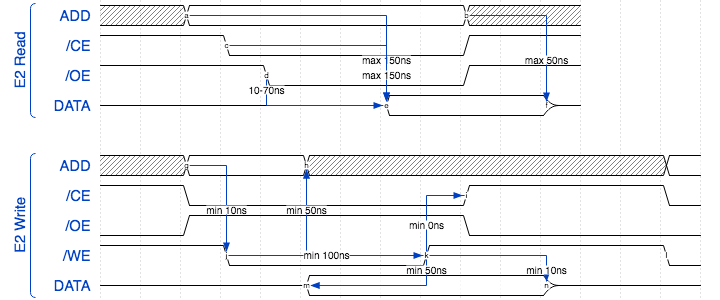 E2 Read
ADD
a
b
/CE
c
max 150ns
max 50ns
/OE
d
max 150ns
10-70ns
DATA
e
f
E2 Write
ADD
g
h
/CE
i
min 10ns
min 50ns
/OE
min 0ns
/WE
j
min 100ns
k
l
min 50ns
min 10ns
DATA
m
n